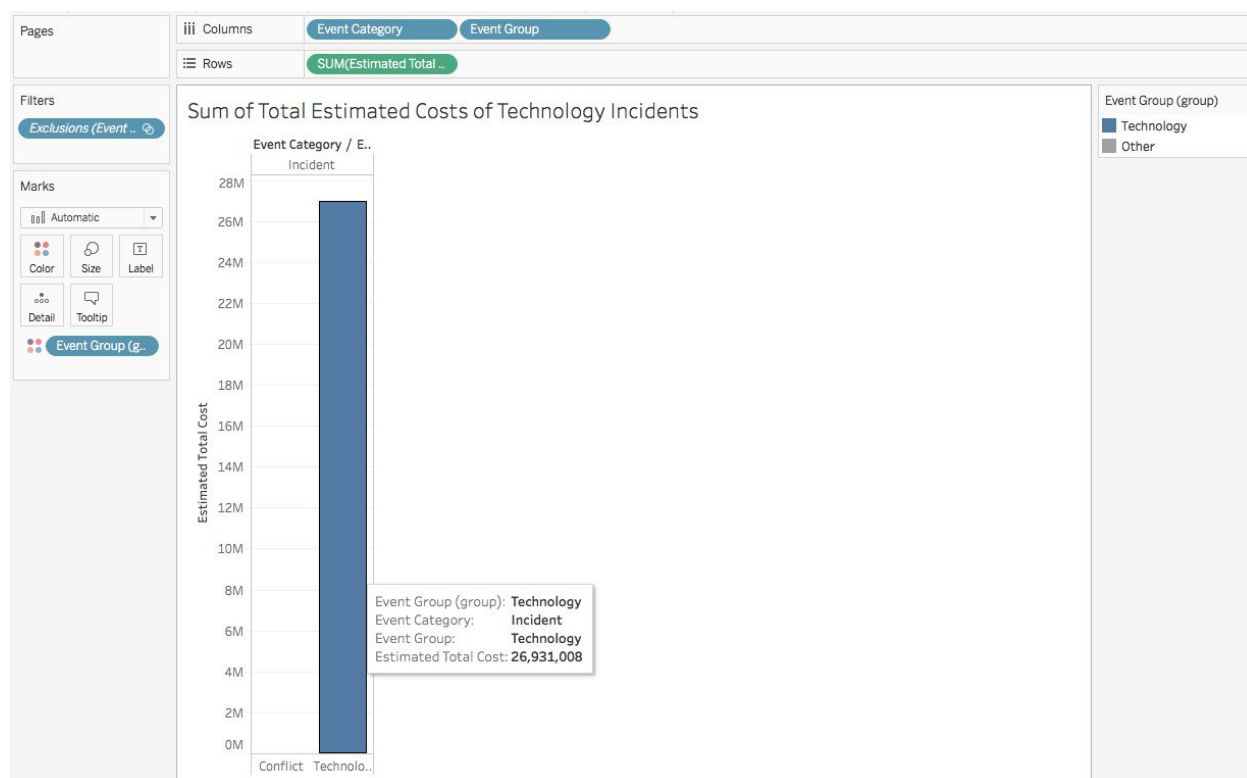 Pages
iii Columns
Event Category
Event Group
Rows
SUM(Estimated Total ..
Filters
Exclusions (Event ..
Marks
Automatic
Color
Size
Label
Detail
Tooltip
Event Group (g..
Sum of Total Estimated Costs of Technology Incidents
Event Category / E..
Incident
28M
26M
24M
22M
20M
18M
16M
14M
12M
10M
8M
6M
4M
2M
0M
Estimated Total Cost
Conflict Technolo..
Event Group (group): Technology
Event Category: Incident
Event Group: Technology
Estimated Total Cost: 26,931,008
Event Group (group)
Technology
Other